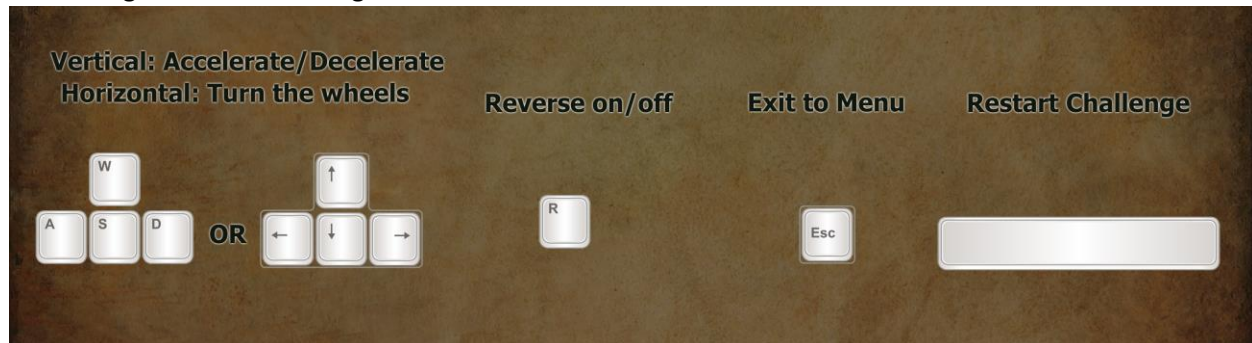 Vertical: Accelerate/Decelerate
Horizontal: Turn the wheels
Reverse on/off
Exit to Menu
Restart Challenge
W
A S D OR ← ↓ →
↑
R
Esc